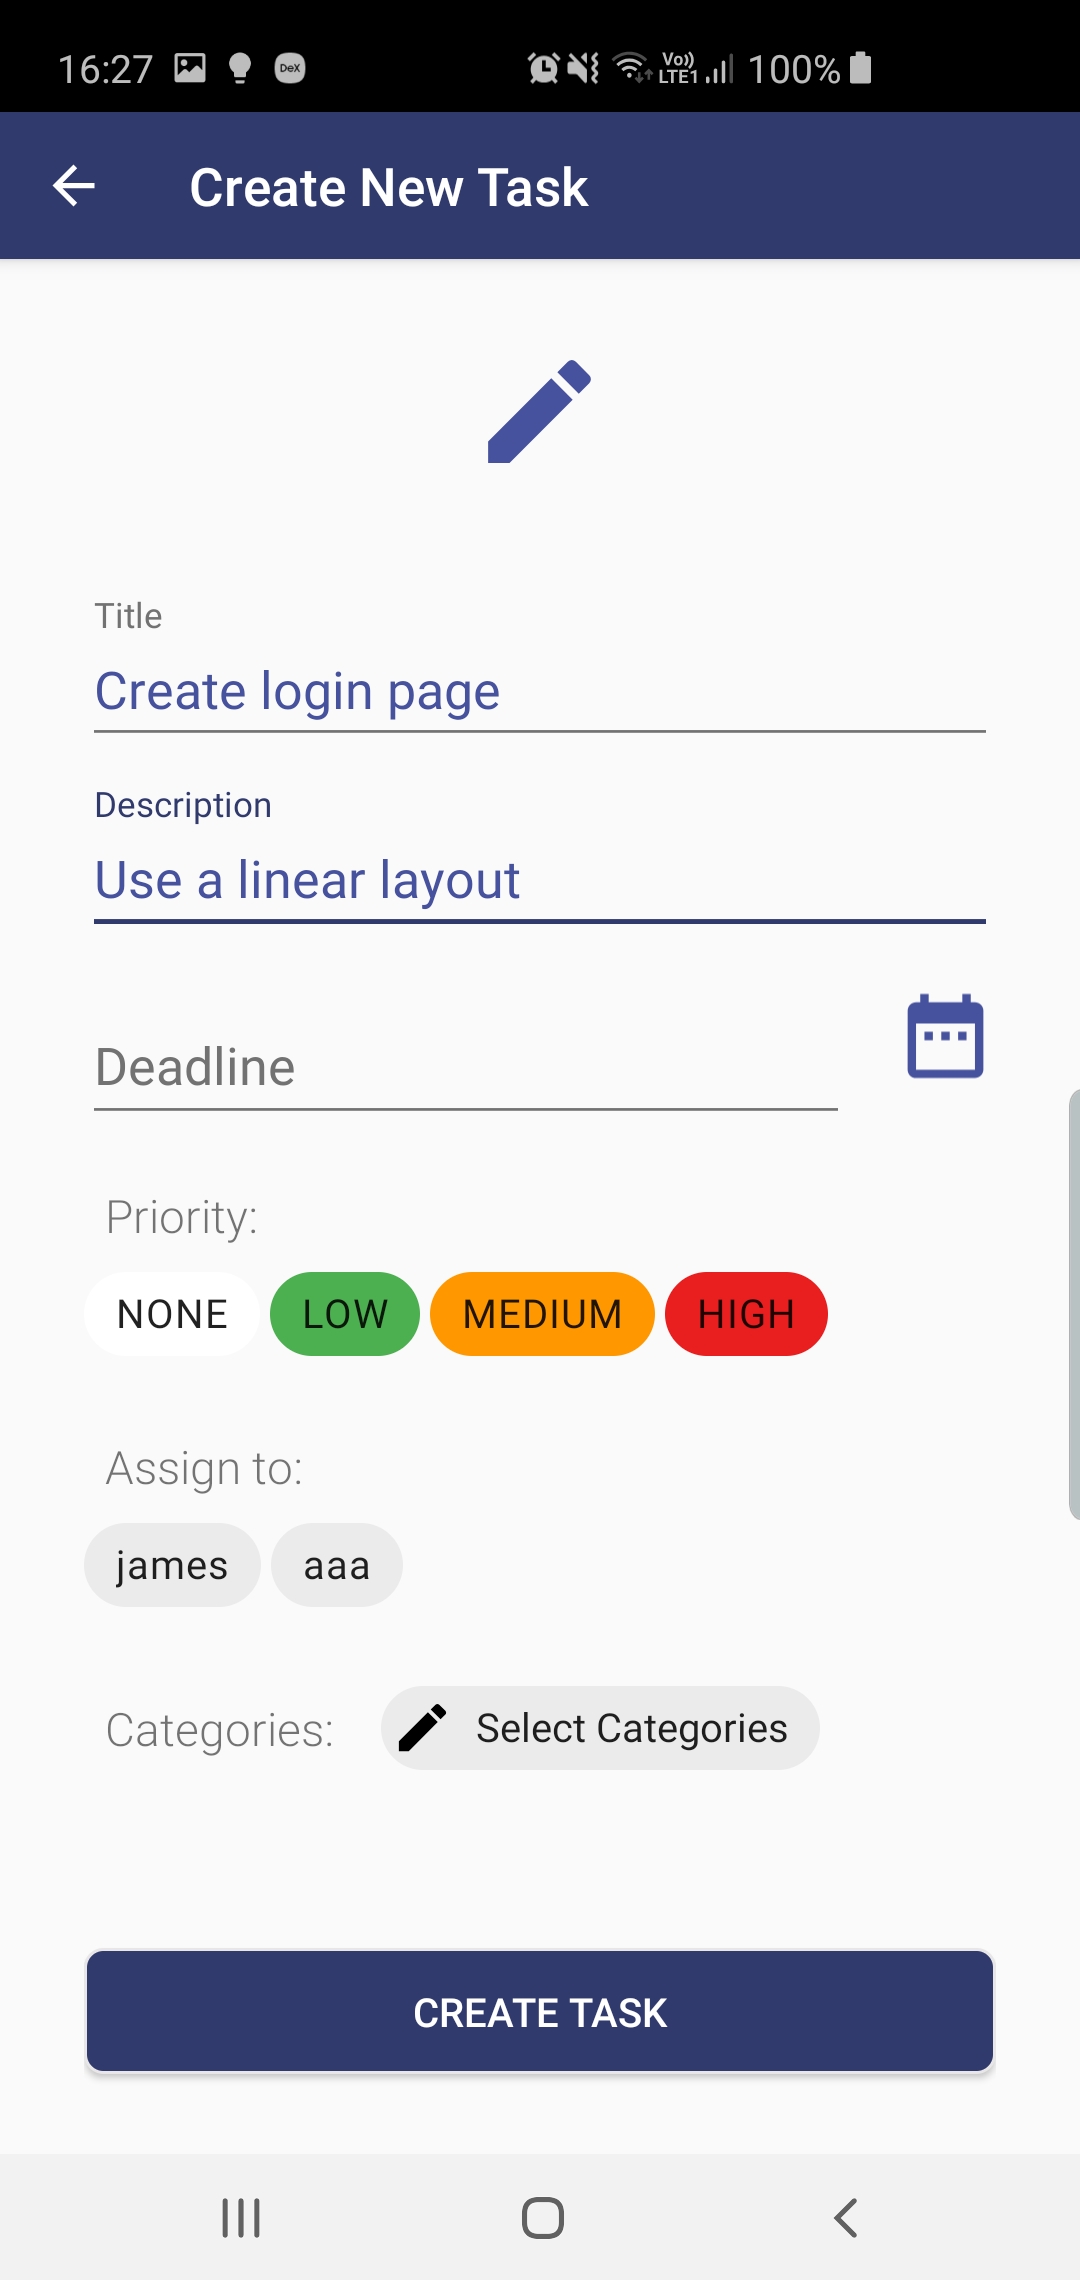 16:27 DeX Vo)) LTE1 100%
Create New Task
Title
Create login page
Description
Use a linear layout
Deadline
Priority:
NONE LOW MEDIUM HIGH
Assign to:
james aaa
Categories: Select Categories
CREATE TASK